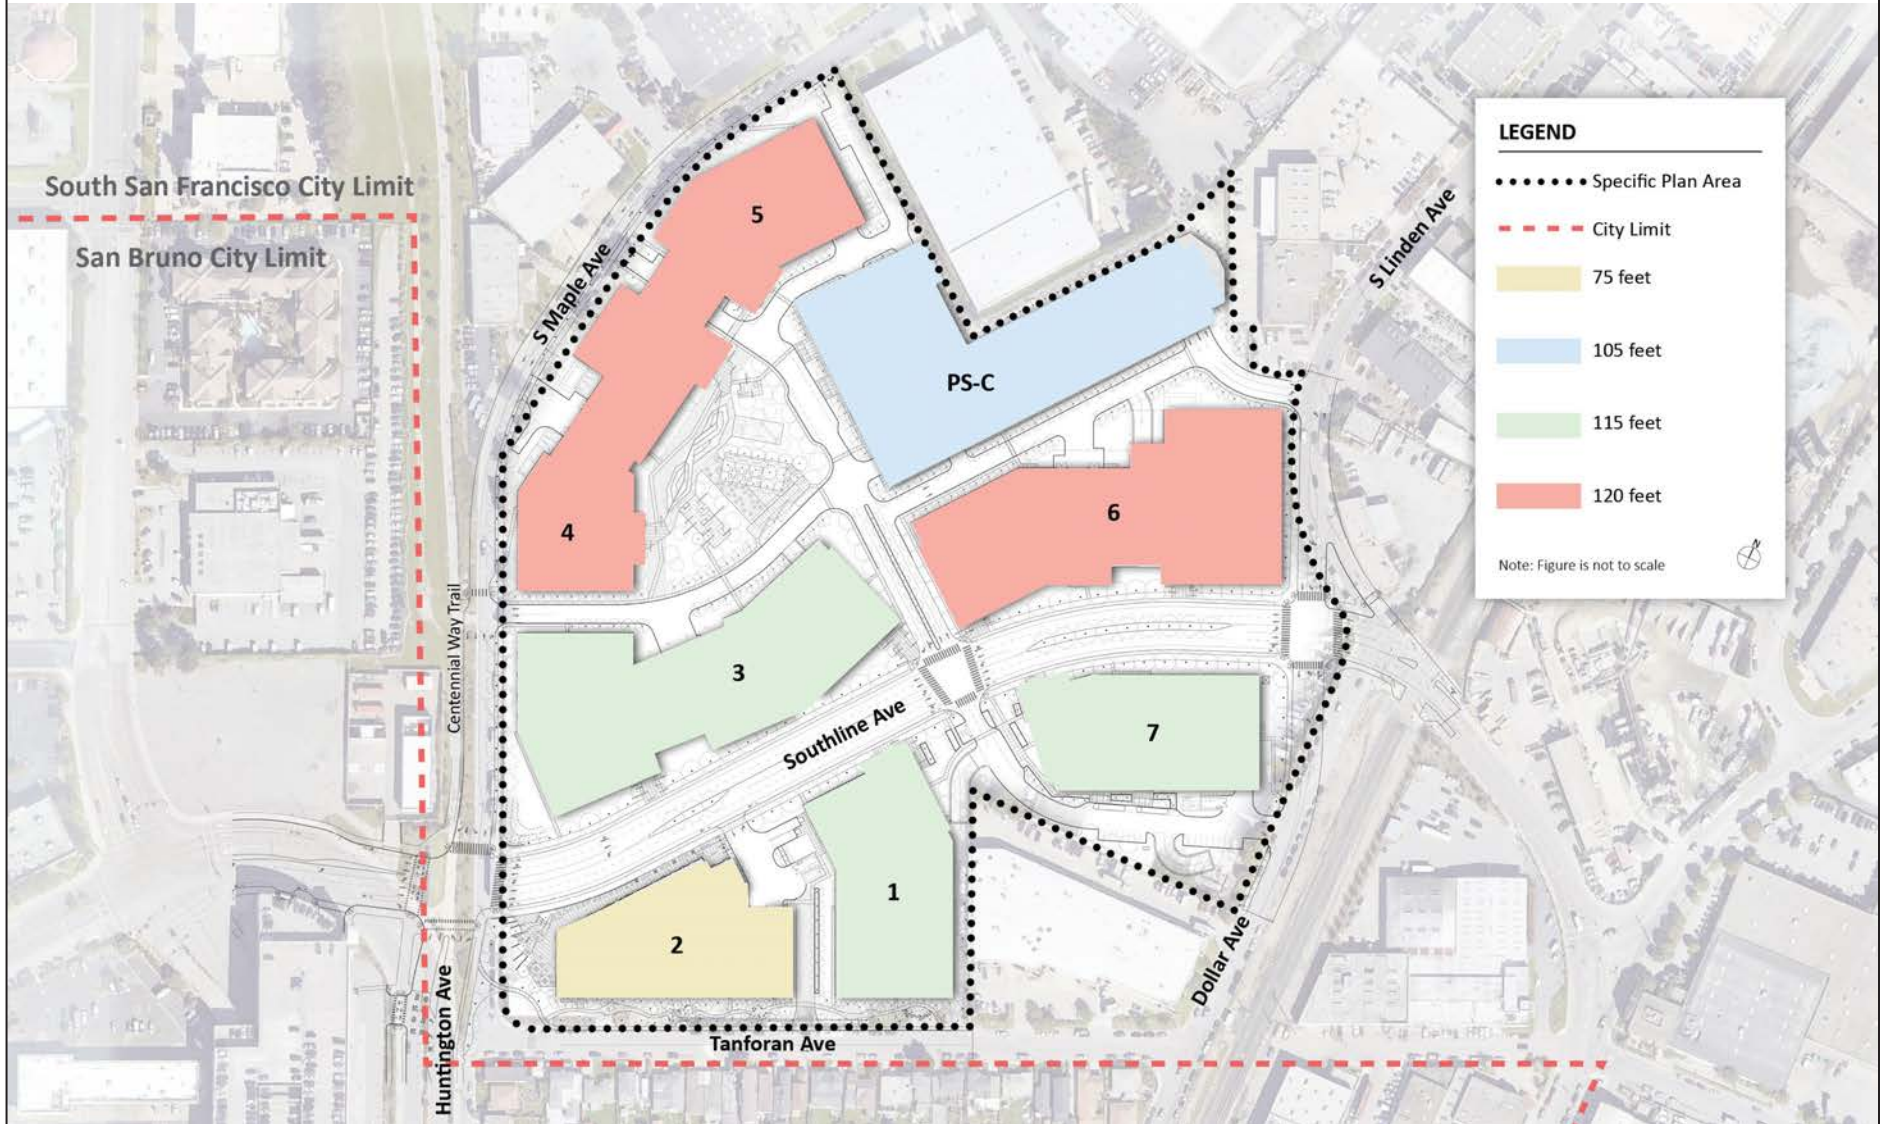 South San Francisco City Limit
San Bruno City Limit
S Maple Ave
S Linden Ave
5
PS-C
4
6
3
7
Southline Ave
1
2
Centennial Way Trail
Huntington Ave
Tanforan Ave
Dollar Ave
LEGEND
Specific Plan Area
City Limit
75 feet
105 feet
115 feet
120 feet
Note: Figure is not to scale
N